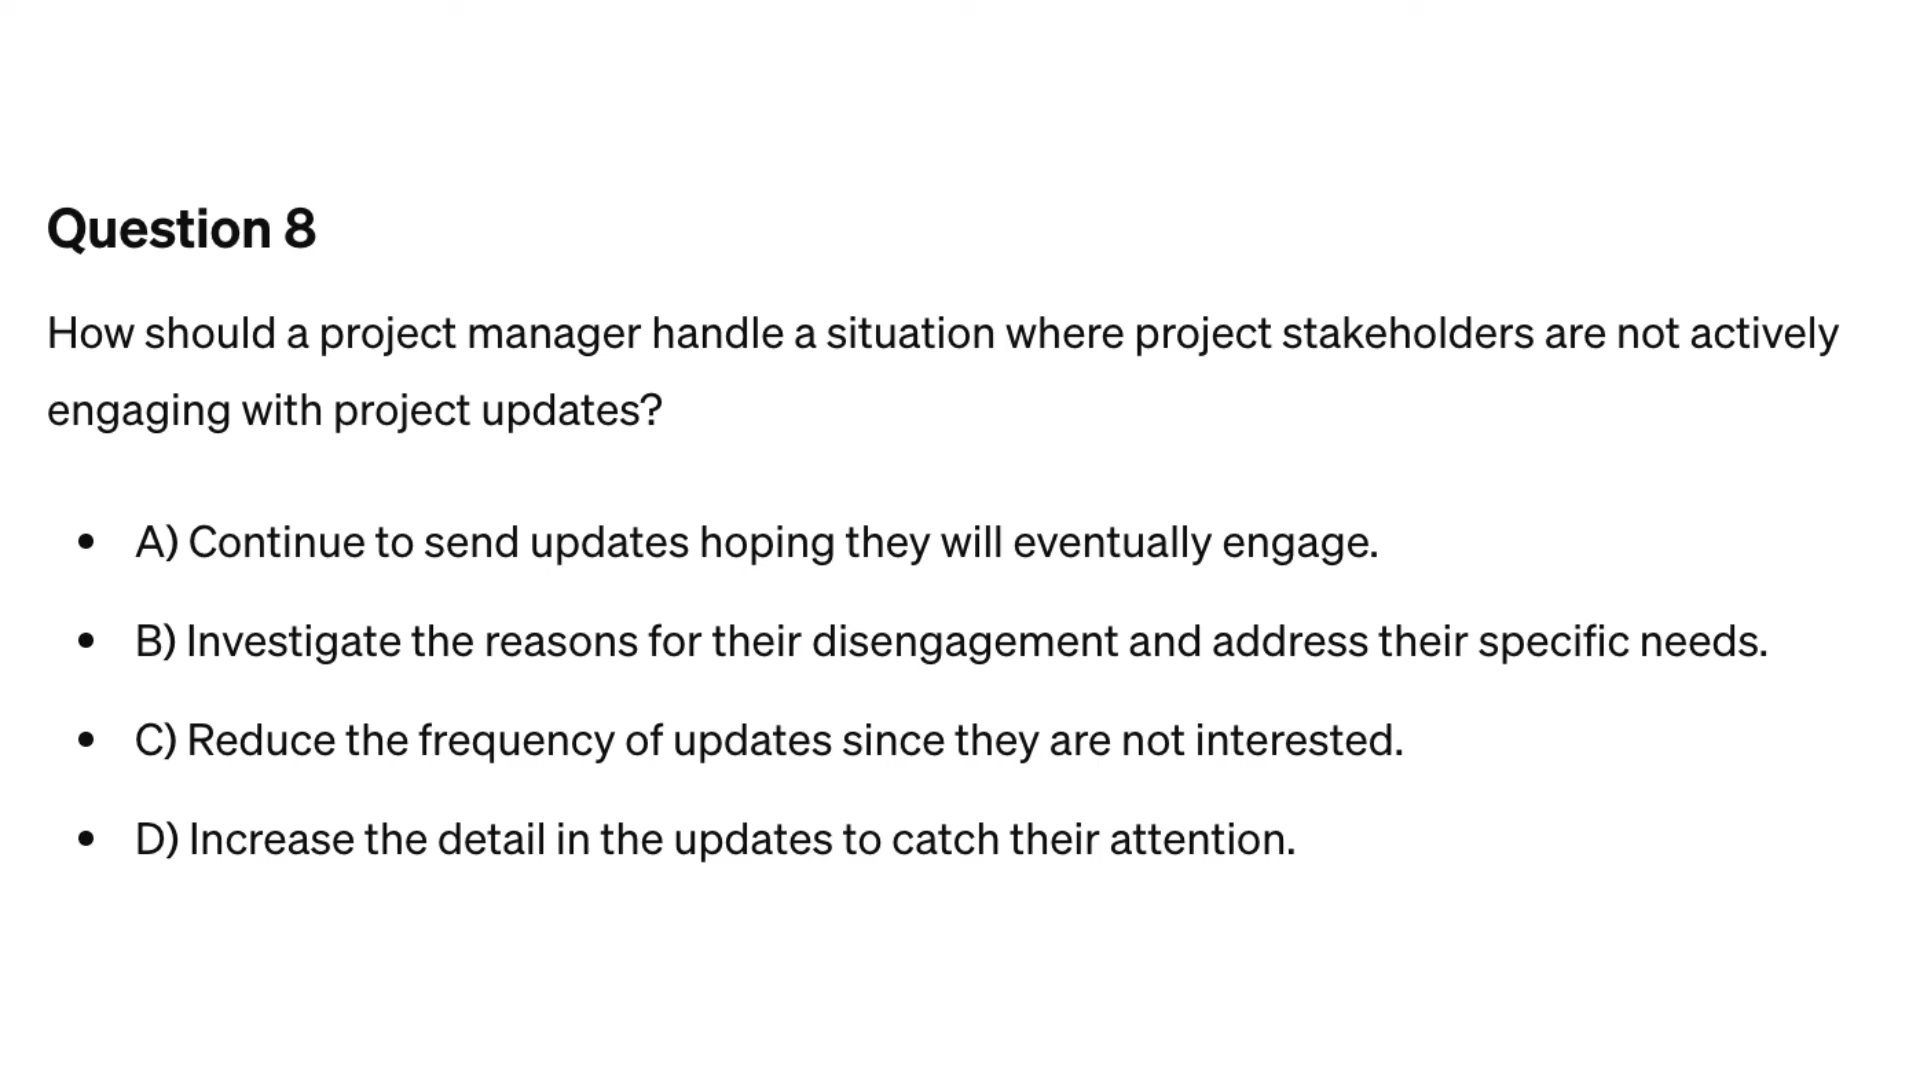 Question 8
How should a project manager handle a situation where project stakeholders are not actively
engaging with project updates?
• A) Continue to send updates hoping they will eventually engage.
• B) Investigate the reasons for their disengagement and address their specific needs.
• C) Reduce the frequency of updates since they are not interested.
• D) Increase the detail in the updates to catch their attention.